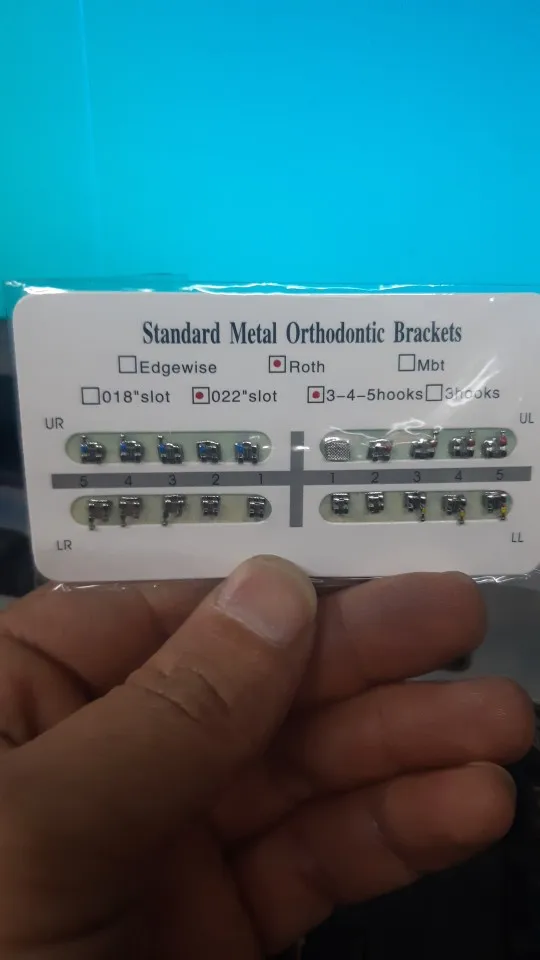 Standard Metal Orthodontic Brackets
Edgewise Roth Mbt
018"slot 022"slot 3-4-5hooks 3hooks
UR UL
5 4 3 2 1 1 2 3 4 5
LR LL